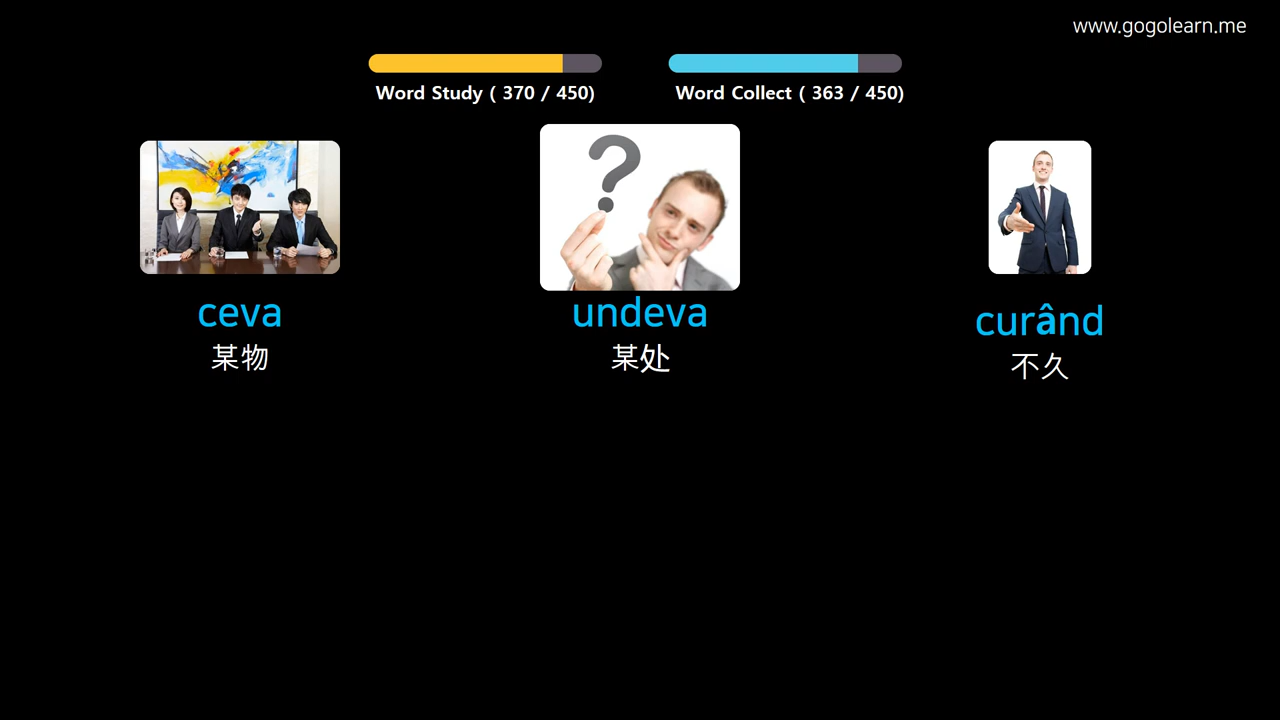 www.gogolearn.me
Word Study ( 370 / 450)
Word Collect ( 363 / 450)
ceva
undeva
curând
某物
某处
不久